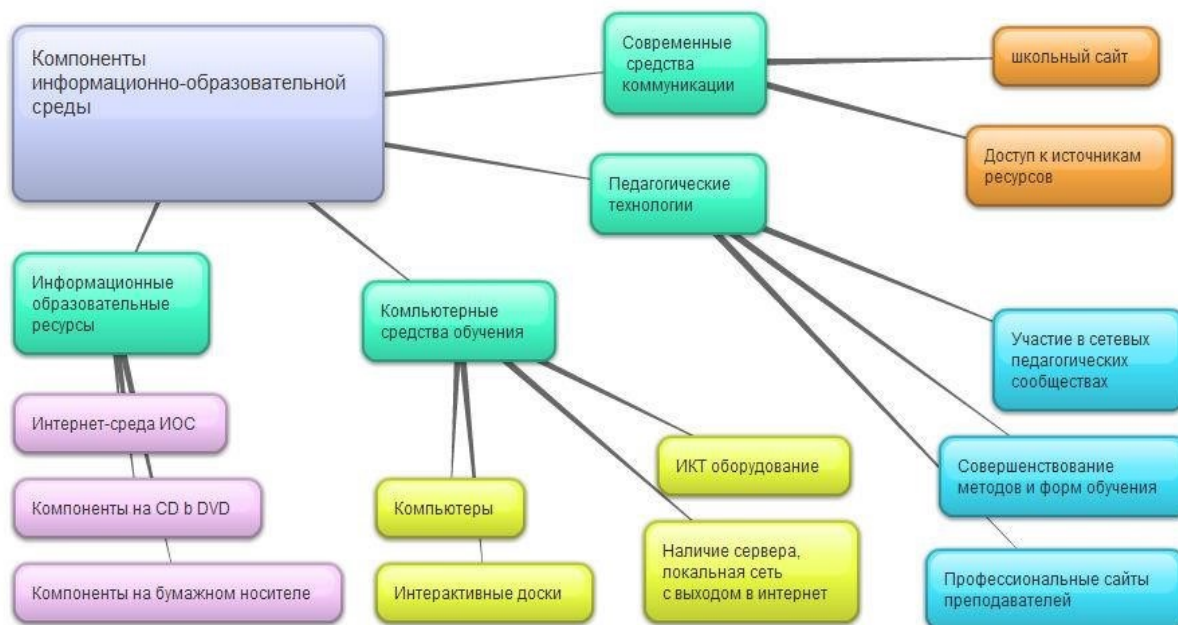 Компоненты
информационно-образовательной
среды
Современные
средства
коммуникации
школьный сайт
Доступ к источникам
ресурсов
Педагогические
технологии
Информационные
образовательные
ресурсы
Компьютерные
средства обучения
Участие в сетевых
педагогических
сообществах
Интернет-среда ИОС
ИКТ оборудование
Совершенствование
методов и форм обучения
Компоненты на CD b DVD
Компьютеры
Наличие сервера,
локальная сеть
с выходом в интернет
Профессиональные сайты
преподавателей
Компоненты на бумажном носителе
Интерактивные доски